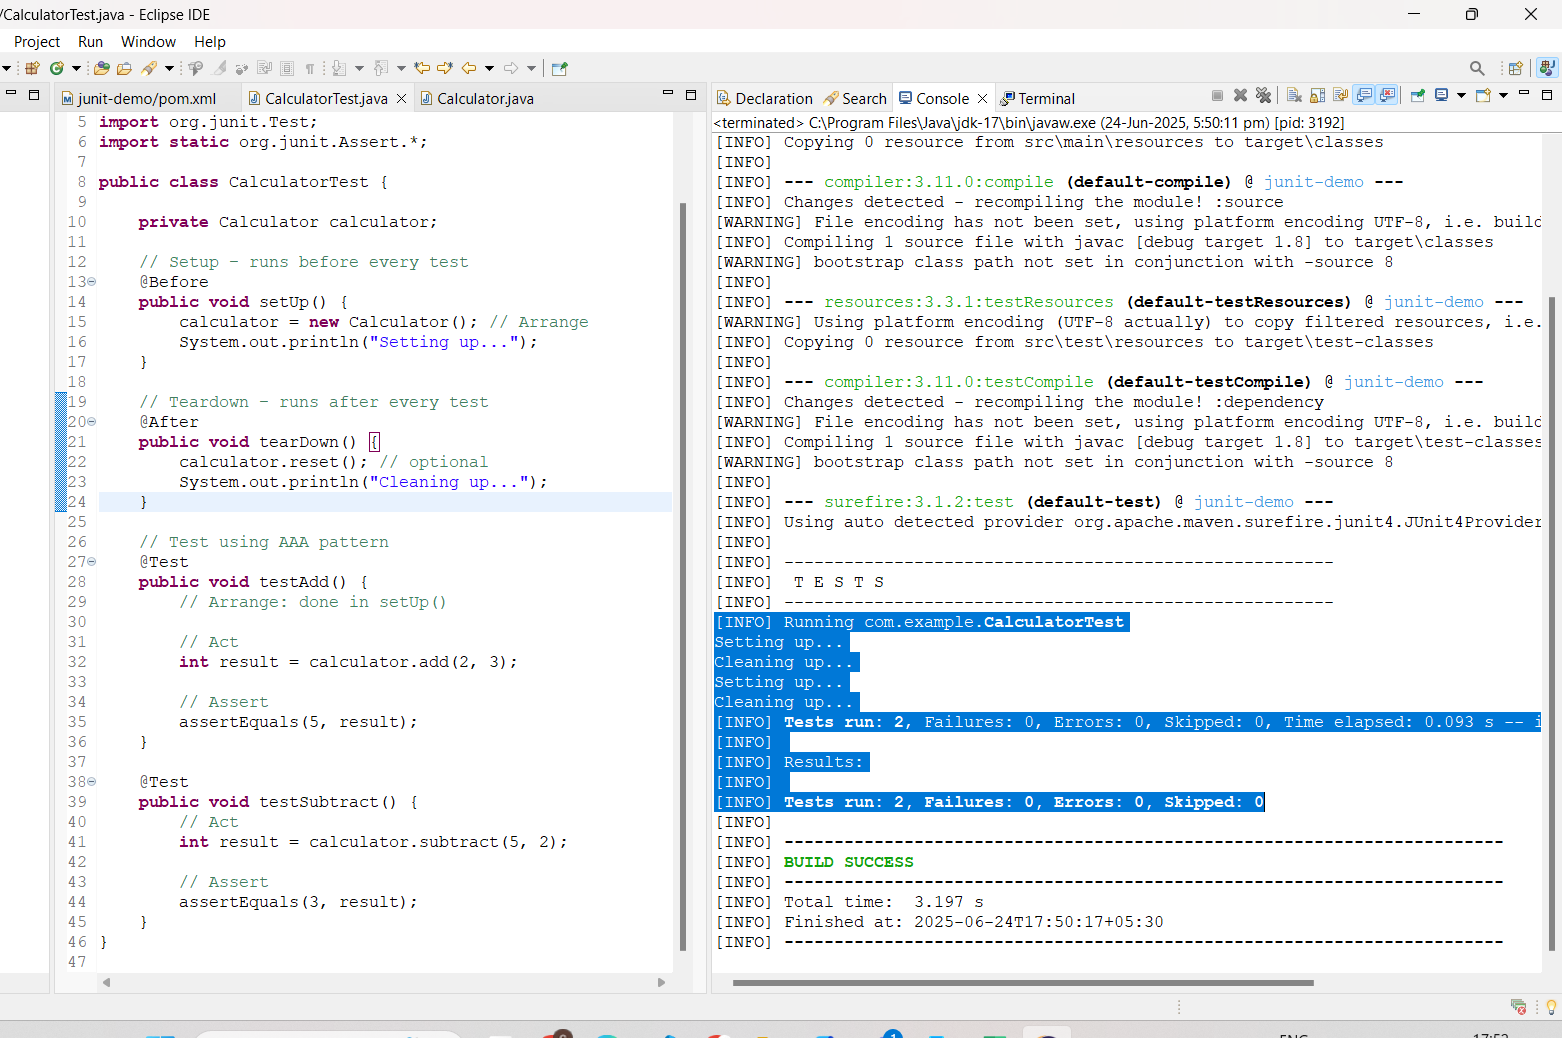 /CalculatorTest.java - Eclipse IDE
Project Run Window Help
junit-demo/pom.xml CalculatorTest.java Calculator.java
5 import org.junit.Test;
6 import static org.junit.Assert.*;
7
8 public class CalculatorTest {
9
10 private Calculator calculator;
11
12 // Setup - runs before every test
13 @Before
14 public void setUp() {
15 calculator = new Calculator(); // Arrange
16 System.out.println("Setting up...");
17 }
18
19 // Teardown - runs after every test
20 @After
21 public void tearDown() {
22 calculator.reset(); // optional
23 System.out.println("Cleaning up...");
24 }
25
26 // Test using AAA pattern
27 @Test
28 public void testAdd() {
29 // Arrange: done in setUp()
30
31 // Act
32 int result = calculator.add(2, 3);
33
34 // Assert
35 assertEquals(5, result);
36 }
37
38 @Test
39 public void testSubtract() {
40 // Act
41 int result = calculator.subtract(5, 2);
42
43 // Assert
44 assertEquals(3, result);
45 }
46 }
47
Declaration Search Console Terminal
<terminated> C:\Program Files\Java\jdk-17\bin\javaw.exe (24-Jun-2025, 5:50:11 pm) [pid: 3192]
[INFO] Copying 0 resource from src\main\resources to target\classes
[INFO]
[INFO] --- compiler:3.11.0:compile (default-compile) @ junit-demo ---
[INFO] Changes detected - recompiling the module! :source
[WARNING] File encoding has not been set, using platform encoding UTF-8, i.e. build
[INFO] Compiling 1 source file with javac [debug target 1.8] to target\classes
[WARNING] bootstrap class path not set in conjunction with -source 8
[INFO]
[INFO] --- resources:3.3.1:testResources (default-testResources) @ junit-demo ---
[WARNING] Using platform encoding (UTF-8 actually) to copy filtered resources, i.e.
[INFO] Copying 0 resource from src\test\resources to target\test-classes
[INFO]
[INFO] --- compiler:3.11.0:testCompile (default-testCompile) @ junit-demo ---
[INFO] Changes detected - recompiling the module! :dependency
[WARNING] File encoding has not been set, using platform encoding UTF-8, i.e. build
[INFO] Compiling 1 source file with javac [debug target 1.8] to target\test-classes
[WARNING] bootstrap class path not set in conjunction with -source 8
[INFO]
[INFO] --- surefire:3.1.2:test (default-test) @ junit-demo ---
[INFO] Using auto detected provider org.apache.maven.surefire.junit4.JUnit4Provider
[INFO]
[INFO] -------------------------------------------------------
[INFO]  T E S T S
[INFO] -------------------------------------------------------
[INFO] Running com.example.CalculatorTest
Setting up...
Cleaning up...
Setting up...
Cleaning up...
[INFO] Tests run: 2, Failures: 0, Errors: 0, Skipped: 0, Time elapsed: 0.093 s -- i
[INFO]
[INFO] Results:
[INFO]
[INFO] Tests run: 2, Failures: 0, Errors: 0, Skipped: 0
[INFO]
[INFO] ------------------------------------------------------------------------
[INFO] BUILD SUCCESS
[INFO] ------------------------------------------------------------------------
[INFO] Total time:  3.197 s
[INFO] Finished at: 2025-06-24T17:50:17+05:30
[INFO] ------------------------------------------------------------------------